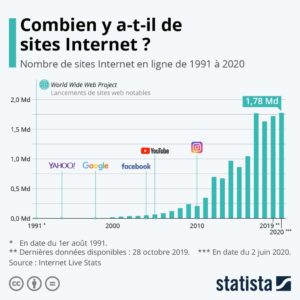 Combien y a-t-il de
sites Internet ?
Nombre de sites Internet en ligne de 1991 à 2020
World Wide Web Project
Lancements de sites web notables
1,78 Md
2,0 Md
1,5 Md
YouTube
YAHOO!
Google
facebook
1,0 Md
0,5 Md
0,0 Md
1991 *
2000
2010
2019 **
2020 ***
* En date du 1er août 1991.
** Dernières données disponibles : 28 octobre 2019.
*** En date du 2 juin 2020.
Source : Internet Live Stats
cc
statista